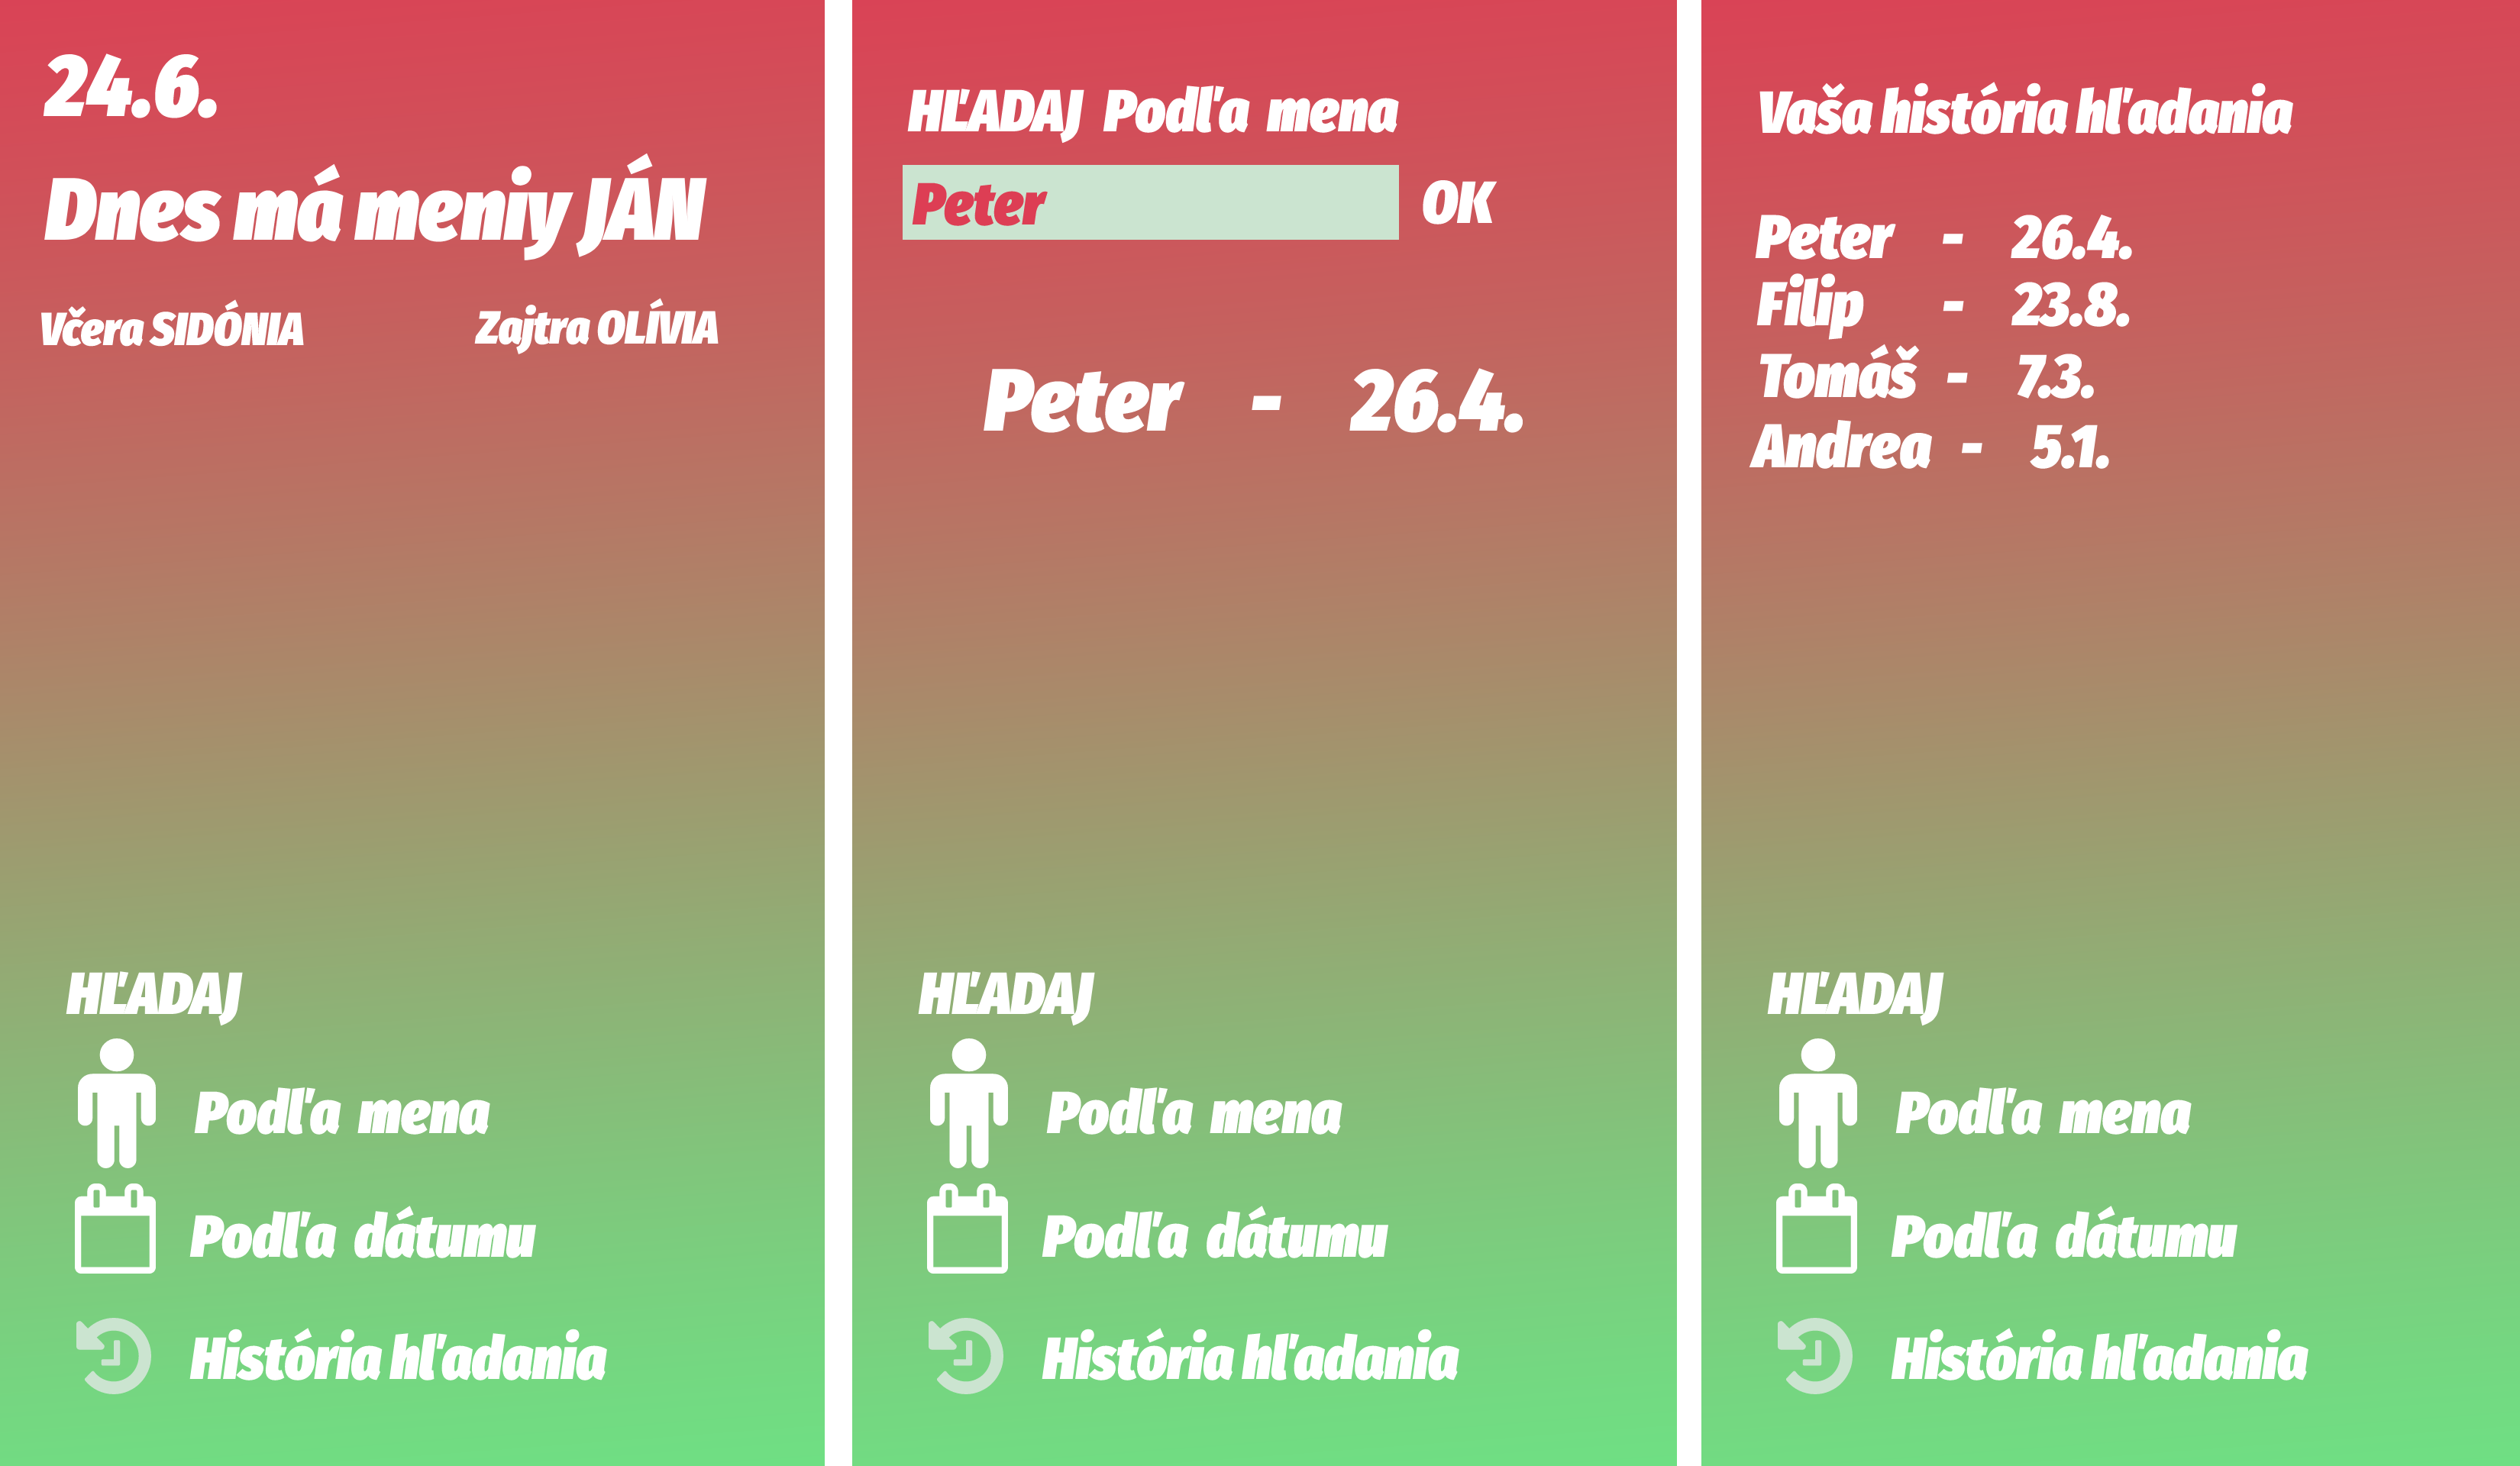 24.6.
Dnes má meniy JÁN
Včera SIDÓNIA
Zajtra OLÍVIA
HĽADAJ
Podľa mena
Podľa dátumu
História hľadania
HĽADAJ Podľa mena
Peter
OK
Peter - 26.4.
HĽADAJ
Podľa mena
Podľa dátumu
História hľadania
Vaša história hľadania
Peter - 26.4.
Filip - 23.8.
Tomáš - 7.3.
Andrea - 5.1.
HĽADAJ
Podľa mena
Podľa dátumu
História hľadania